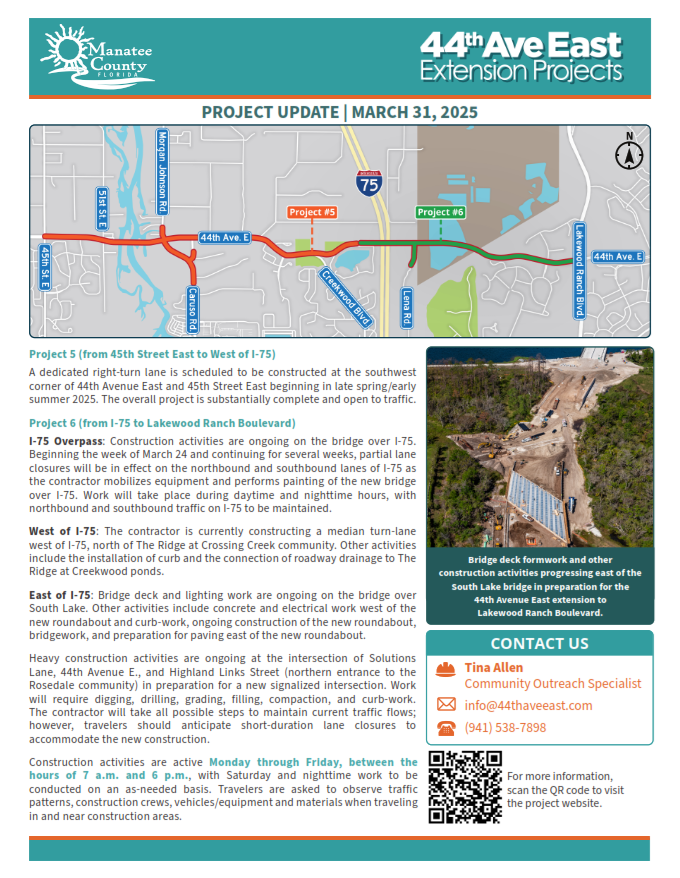 Manatee
County
FLORIDA
44th Ave East
Extension Projects
PROJECT UPDATE | MARCH 31, 2025
N
Morgan Johnson Rd.
INTERSTATE
75
51st St. E
Project #5
Project #6
44th Ave. E
45th St. E
Lakewood Ranch Blvd.
44th Ave. E
Caruso Rd.
Creekwood Blvd.
Lena Rd.
Project 5 (from 45th Street East to West of I-75)
A dedicated right-turn lane is scheduled to be constructed at the southwest
corner of 44th Avenue East and 45th Street East beginning in late spring/early
summer 2025. The overall project is substantially complete and open to traffic.
Project 6 (from I-75 to Lakewood Ranch Boulevard)
I-75 Overpass: Construction activities are ongoing on the bridge over I-75.
Beginning the week of March 24 and continuing for several weeks, partial lane
closures will be in effect on the northbound and southbound lanes of I-75 as
the contractor mobilizes equipment and performs painting of the new bridge
over I-75. Work will take place during daytime and nighttime hours, with
northbound and southbound traffic on I-75 to be maintained.
West of I-75: The contractor is currently constructing a median turn-lane
west of I-75, north of The Ridge at Crossing Creek community. Other activities
include the installation of curb and the connection of roadway drainage to The
Ridge at Creekwood ponds.
East of I-75: Bridge deck and lighting work are ongoing on the bridge over
South Lake. Other activities include concrete and electrical work west of the
new roundabout and curb-work, ongoing construction of the new roundabout,
bridgework, and preparation for paving east of the new roundabout.
Heavy construction activities are ongoing at the intersection of Solutions
Lane, 44th Avenue E., and Highland Links Street (northern entrance to the
Rosedale community) in preparation for a new signalized intersection. Work
will require digging, drilling, grading, filling, compaction, and curb-work.
The contractor will take all possible steps to maintain current traffic flows;
however, travelers should anticipate short-duration lane closures to
accommodate the new construction.
Construction activities are active Monday through Friday, between the
hours of 7 a.m. and 6 p.m., with Saturday and nighttime work to be
conducted on an as-needed basis. Travelers are asked to observe traffic
patterns, construction crews, vehicles/equipment and materials when traveling
in and near construction areas.
Bridge deck formwork and other
construction activities progressing east of the
South Lake bridge in preparation for the
44th Avenue East extension to
Lakewood Ranch Boulevard.
CONTACT US
Tina Allen
Community Outreach Specialist
info@44thaveeast.com
(941) 538-7898
For more information,
scan the QR code to visit
the project website.